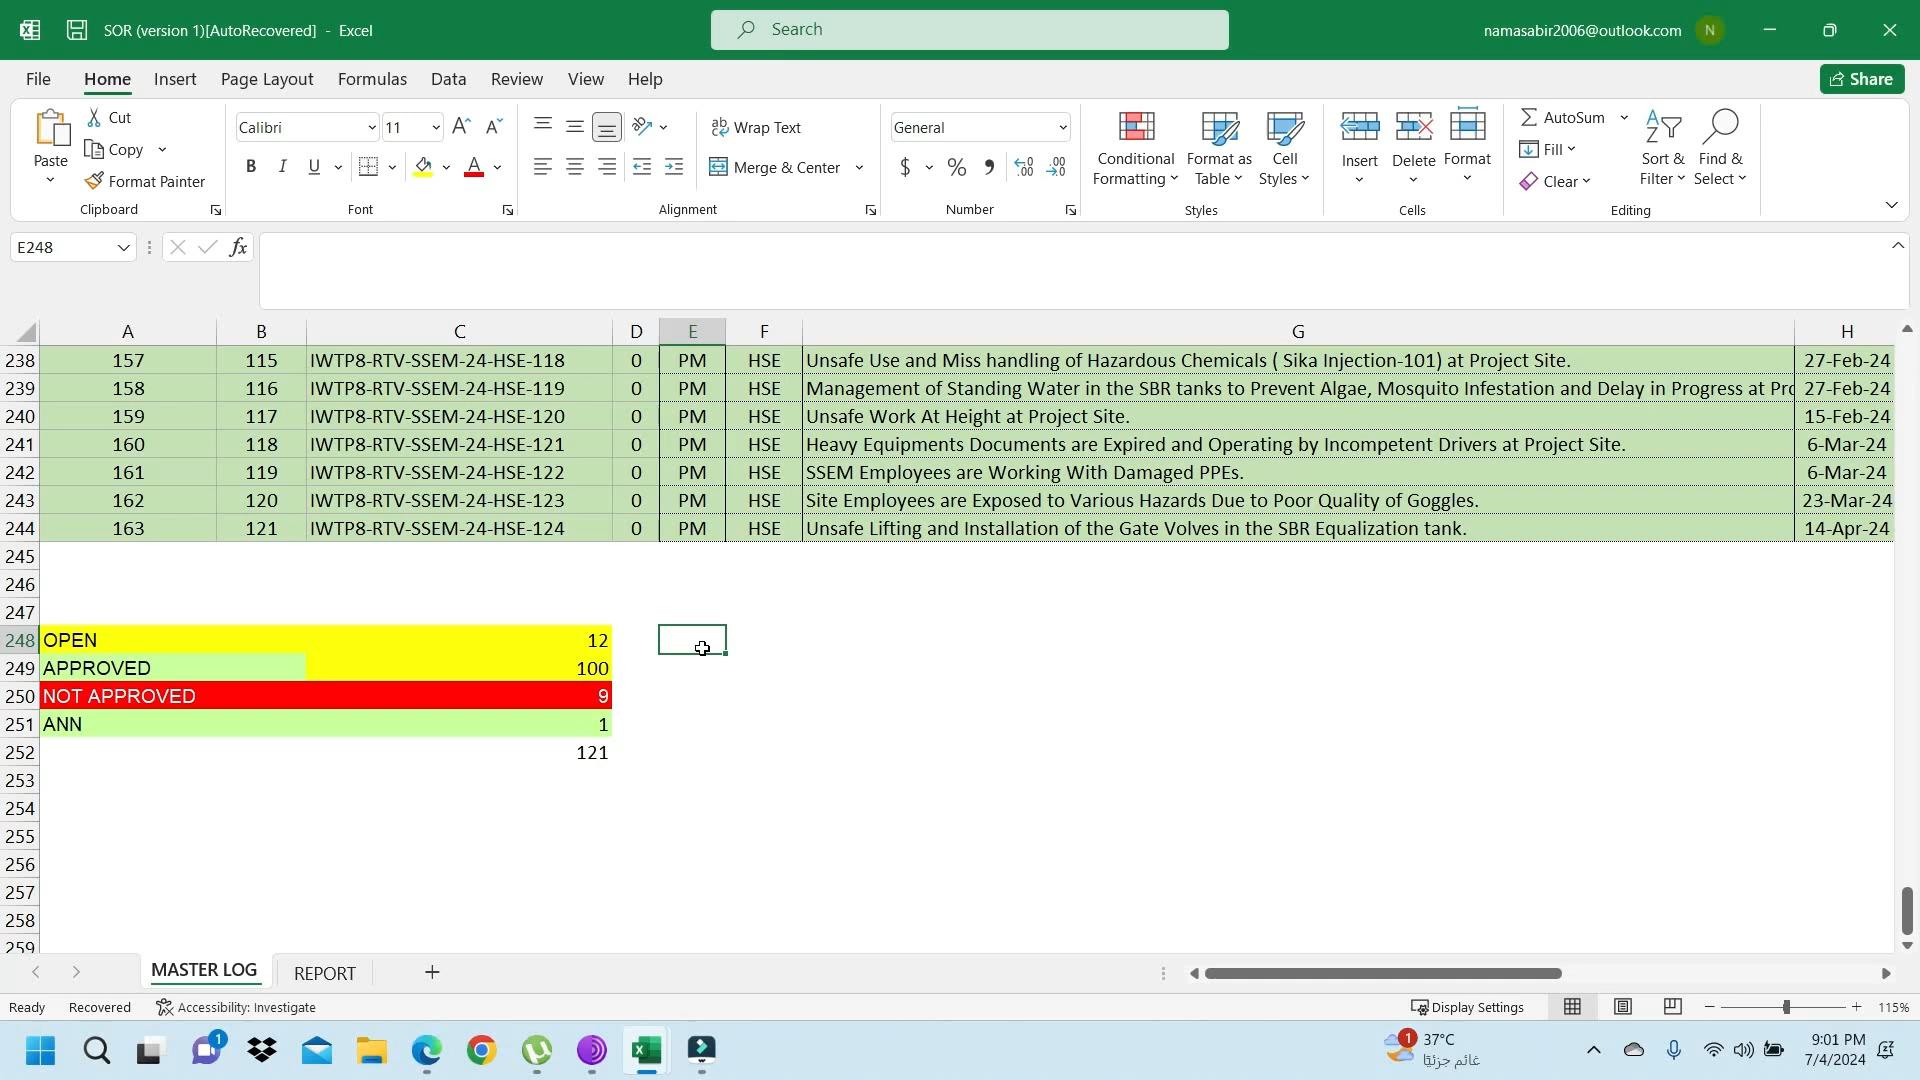 SOR (version 1)[AutoRecovered] - Excel
Search
namasabir2006@outlook.com
N
File Home Insert Page Layout Formulas Data Review View Help
Share
Paste
Cut
Copy
Format Painter
Clipboard
Calibri
11
B I U
Font
Wrap Text
Merge & Center
Alignment
General
$ % 9
Number
Conditional Formatting
Format as Table
Cell Styles
Styles
Insert
Delete
Format
Cells
AutoSum
Fill
Clear
Sort & Filter
Find & Select
Editing
E248
fx
A B C D E F G H
238 157 115 IWTP8-RTV-SSEM-24-HSE-118 0 PM HSE Unsafe Use and Miss handling of Hazardous Chemicals ( Sika Injection-101) at Project Site. 27-Feb-24
239 158 116 IWTP8-RTV-SSEM-24-HSE-119 0 PM HSE Management of Standing Water in the SBR tanks to Prevent Algae, Mosquito Infestation and Delay in Progress at Pro 27-Feb-24
240 159 117 IWTP8-RTV-SSEM-24-HSE-120 0 PM HSE Unsafe Work At Height at Project Site. 15-Feb-24
241 160 118 IWTP8-RTV-SSEM-24-HSE-121 0 PM HSE Heavy Equipments Documents are Expired and Operating by Incompetent Drivers at Project Site. 6-Mar-24
242 161 119 IWTP8-RTV-SSEM-24-HSE-122 0 PM HSE SSEM Employees are Working With Damaged PPEs. 6-Mar-24
243 162 120 IWTP8-RTV-SSEM-24-HSE-123 0 PM HSE Site Employees are Exposed to Various Hazards Due to Poor Quality of Goggles. 23-Mar-24
244 163 121 IWTP8-RTV-SSEM-24-HSE-124 0 PM HSE Unsafe Lifting and Installation of the Gate Volves in the SBR Equalization tank. 14-Apr-24
245
246
247
248 OPEN 12
249 APPROVED 100
250 NOT APPROVED 9
251 ANN 1
252 121
253
254
255
256
257
258
259
MASTER LOG REPORT
Ready Recovered Accessibility: Investigate
Display Settings
115%
1
1
37°C
غائم جزئيًا
9:01 PM
7/4/2024